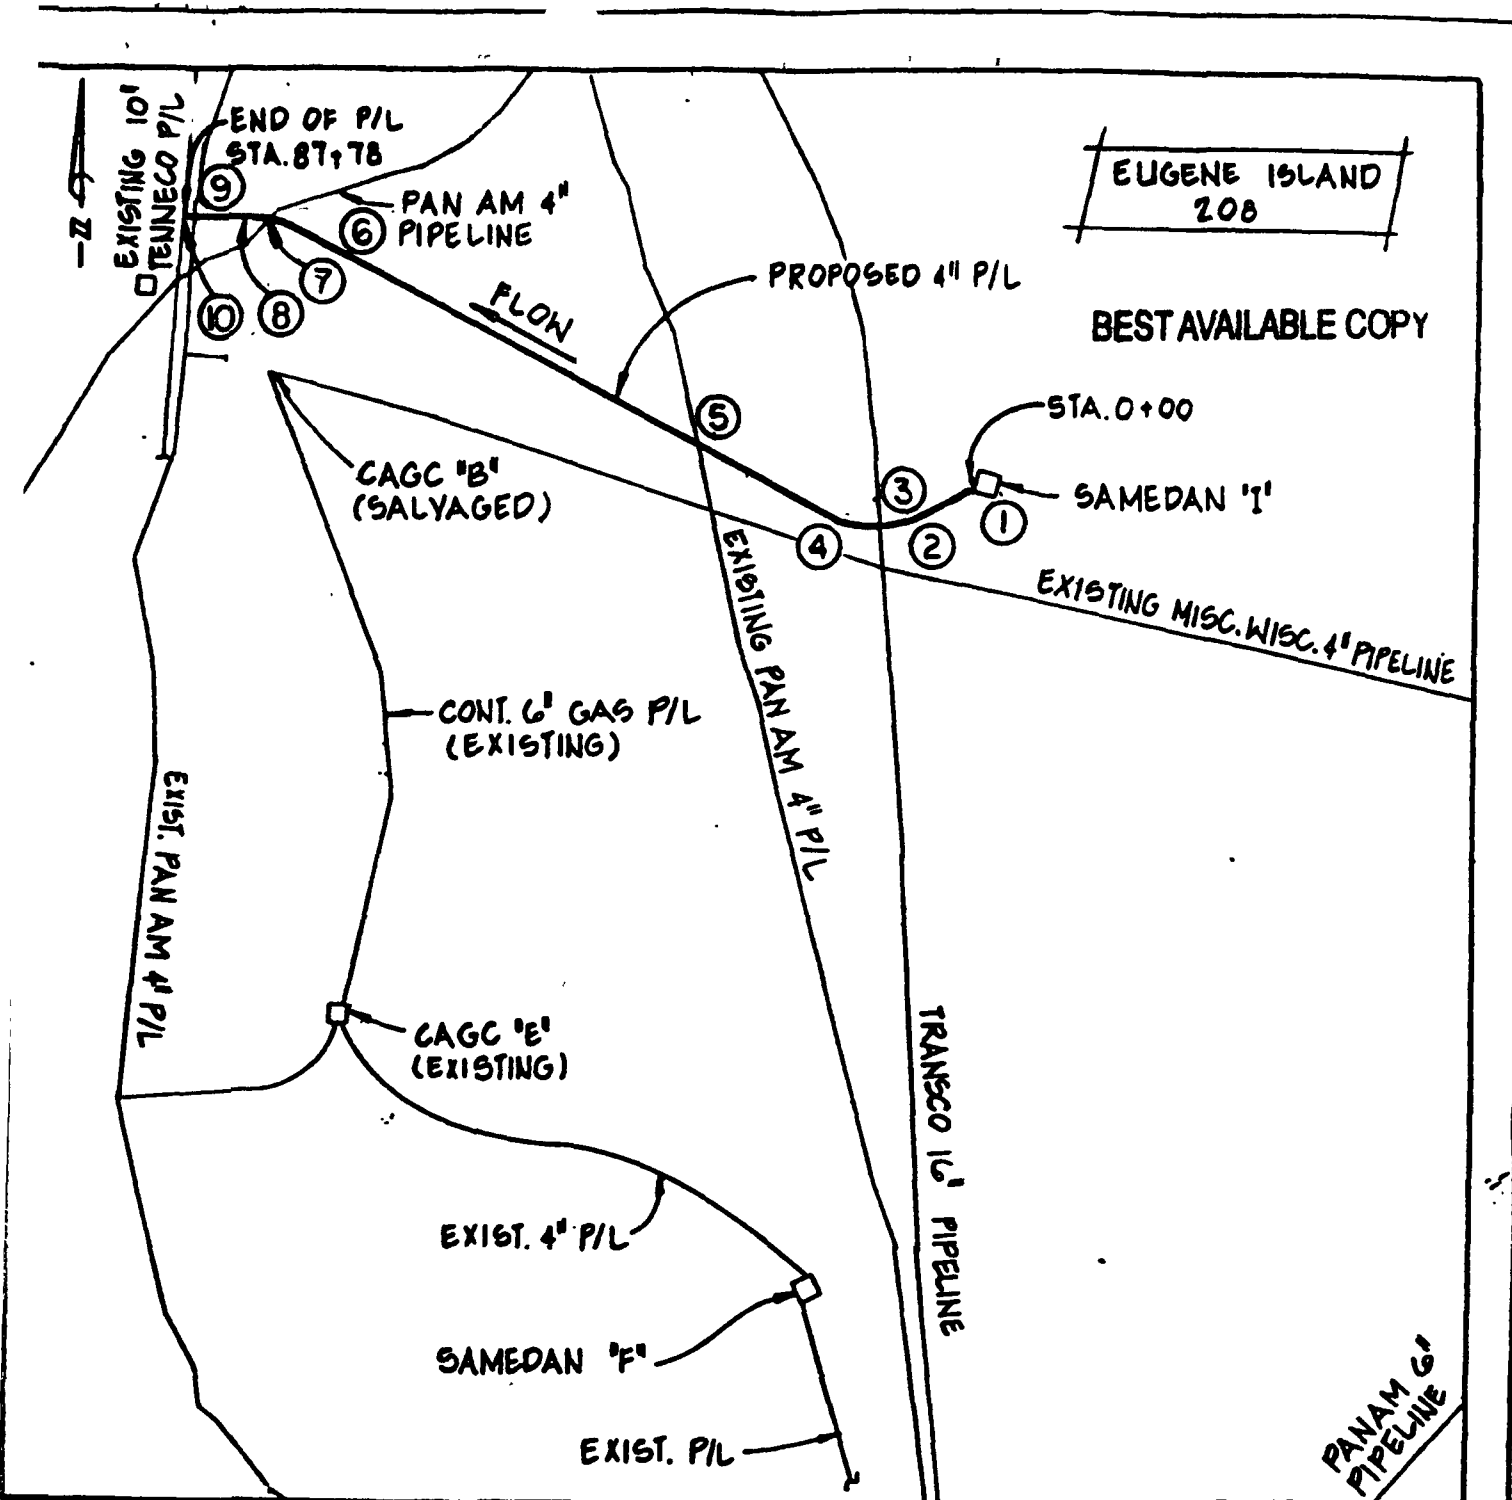 EXISTING 10"
TENNECO P/L
END OF P/L
STA. 87+78
N
9
PAN AM 4"
PIPELINE
6
7
8
10
FLOW
PROPOSED 4" P/L
EUGENE ISLAND
208
BEST AVAILABLE COPY
STA. 0+00
5
3
SAMEDAN "I"
1
2
4
CAGC "B"
(SALVAGED)
EXISTING MISC. WISC. 4" PIPELINE
EXISTING PAN AM 4" P/L
CONT. 6" GAS P/L
(EXISTING)
EXIST. PAN AM 4" P/L
CAGC "E"
(EXISTING)
TRANSCO 16" PIPELINE
EXIST. 4" P/L
SAMEDAN "F"
EXIST. P/L
PANAM 6"
PIPELINE